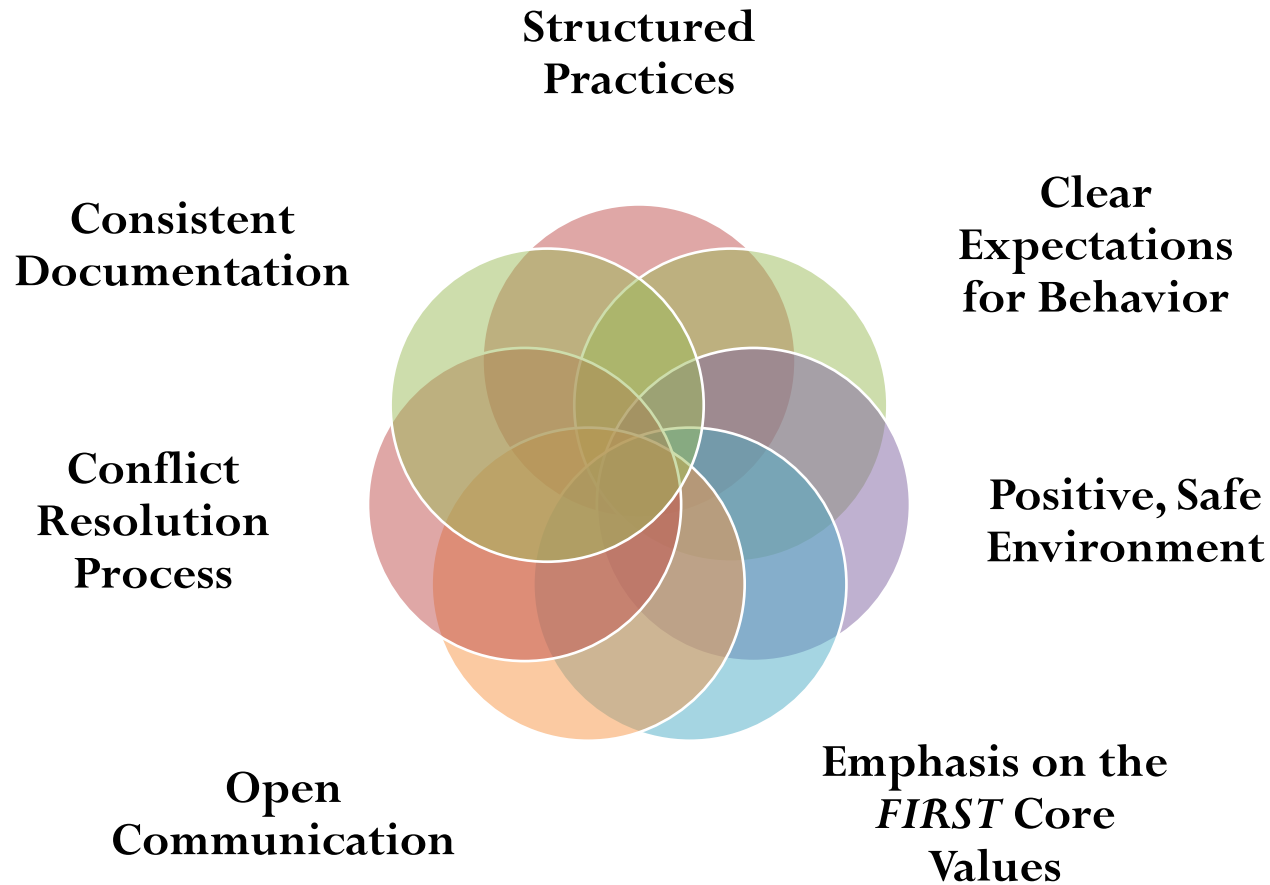 Structured
Practices
Clear
Expectations
for Behavior
Positive, Safe
Environment
Emphasis on the
FIRST Core
Values
Open
Communication
Conflict
Resolution
Process
Consistent
Documentation